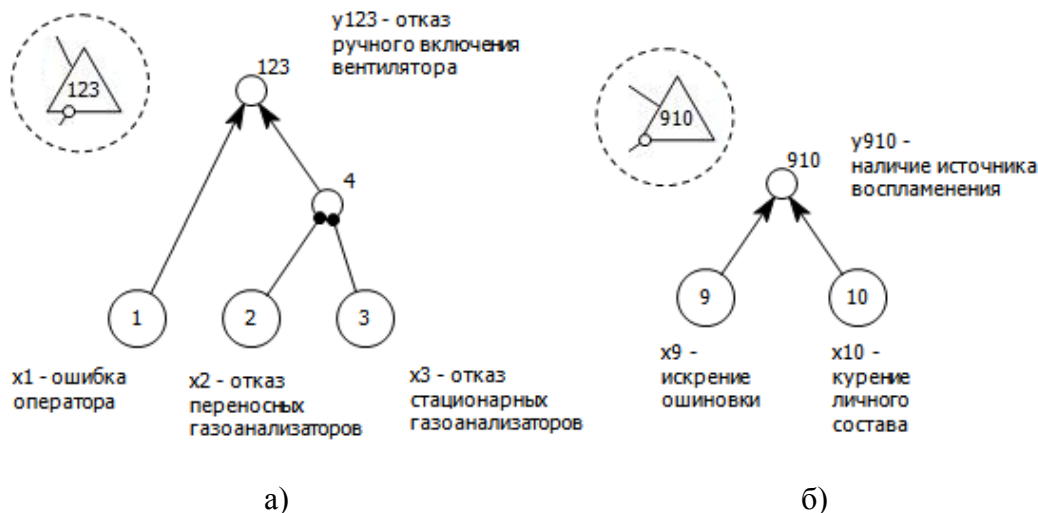 y123 - отказ
ручного включения
вентилятора
123
123
4
1
2
3
x1 - ошибка
оператора
x2 - отказ
переносных
газоанализаторов
x3 - отказ
стационарных
газоанализаторов
а)
910
910
y910 -
наличие источника
воспламенения
9
10
x9 -
искрение
ошиновки
x10 -
курение
личного
состава
б)